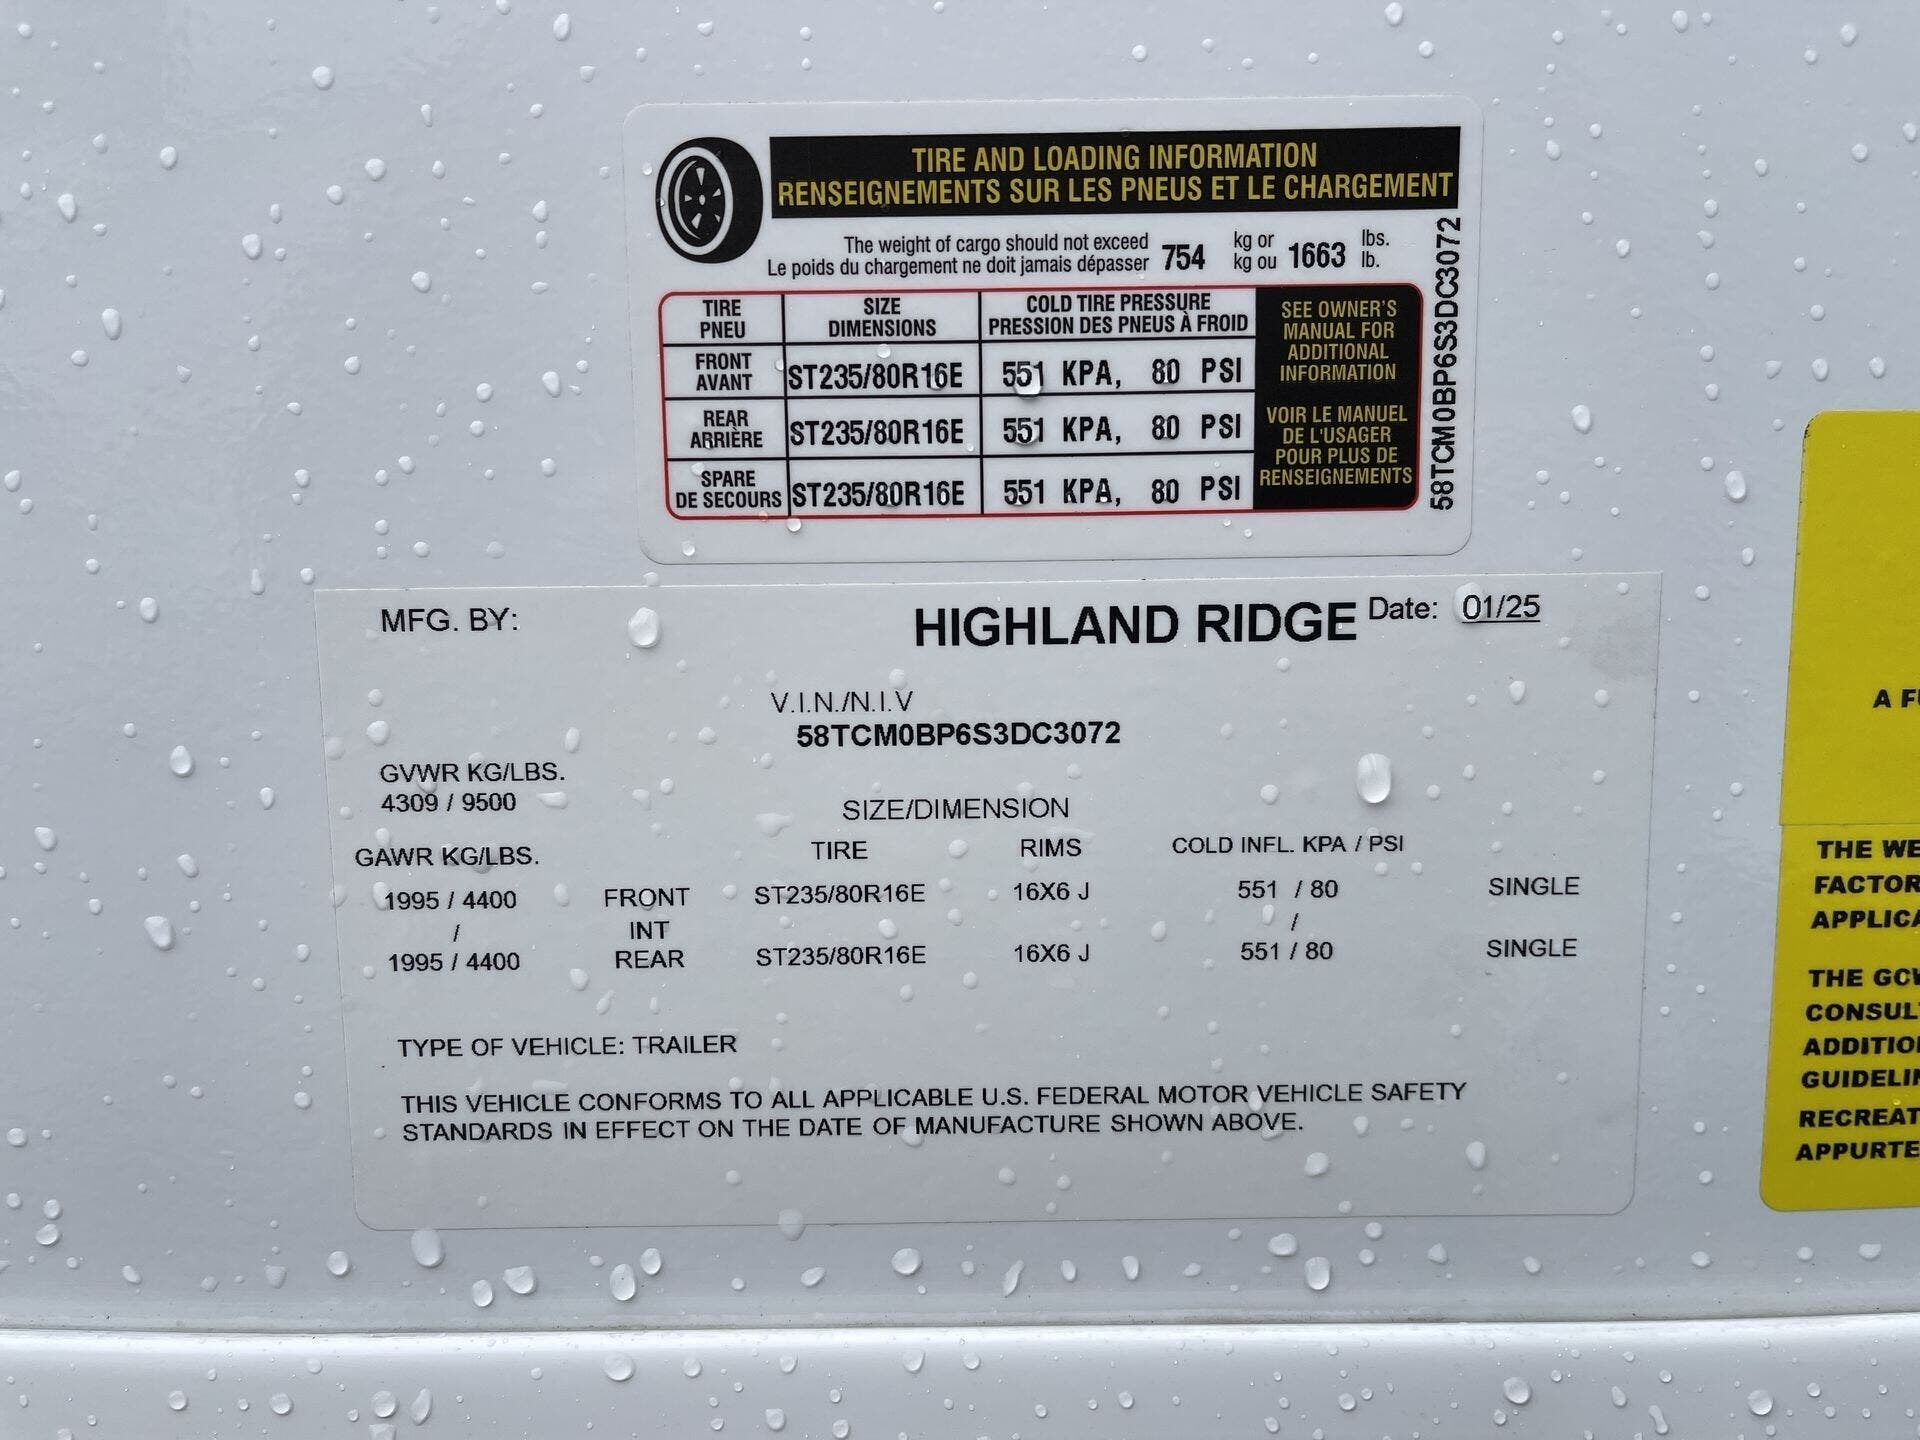 TIRE AND LOADING INFORMATION
RENSEIGNEMENTS SUR LES PNEUS ET LE CHARGEMENT
The weight of cargo should not exceed 754 kg or 1663 lbs.
Le poids du chargement ne doit jamais dépasser kg ou lb.
TIRE PNEU SIZE DIMENSIONS COLD TIRE PRESSURE PRESSION DES PNEUS À FROID
FRONT AVANT ST235/80R16E 551 KPA, 80 PSI
REAR ARRIÈRE ST235/80R16E 551 KPA, 80 PSI
SPARE DE SECOURS ST235/80R16E 551 KPA, 80 PSI
SEE OWNER'S
MANUAL FOR
ADDITIONAL
INFORMATION
VOIR LE MANUEL
DE L'USAGER
POUR PLUS DE
RENSEIGNEMENTS
58TCM0BP6S3DC3072
MFG. BY: HIGHLAND RIDGE Date: 01/25
V.I.N./N.I.V
58TCM0BP6S3DC3072
GVWR KG/LBS.
4309 / 9500
SIZE/DIMENSION
GAWR KG/LBS. TIRE RIMS COLD INFL. KPA / PSI
1995 / 4400 FRONT ST235/80R16E 16X6 J 551 / 80 SINGLE
/ INT /
1995 / 4400 REAR ST235/80R16E 16X6 J 551 / 80 SINGLE
TYPE OF VEHICLE: TRAILER
THIS VEHICLE CONFORMS TO ALL APPLICABLE U.S. FEDERAL MOTOR VEHICLE SAFETY
STANDARDS IN EFFECT ON THE DATE OF MANUFACTURE SHOWN ABOVE.
A
THE
THE